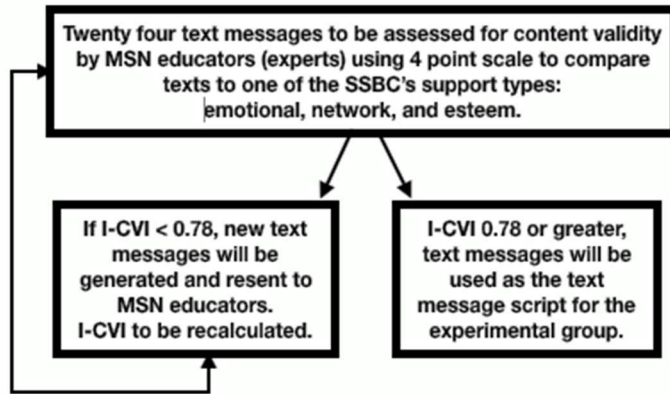 Twenty four text messages to be assessed for content validity
by MSN educators (experts) using 4 point scale to compare
texts to one of the SSBC's support types:
emotional, network, and esteem.
If I-CVI < 0.78, new text
messages will be
generated and resent to
MSN educators.
I-CVI to be recalculated.
I-CVI 0.78 or greater,
text messages will be
used as the text
message script for the
experimental group.